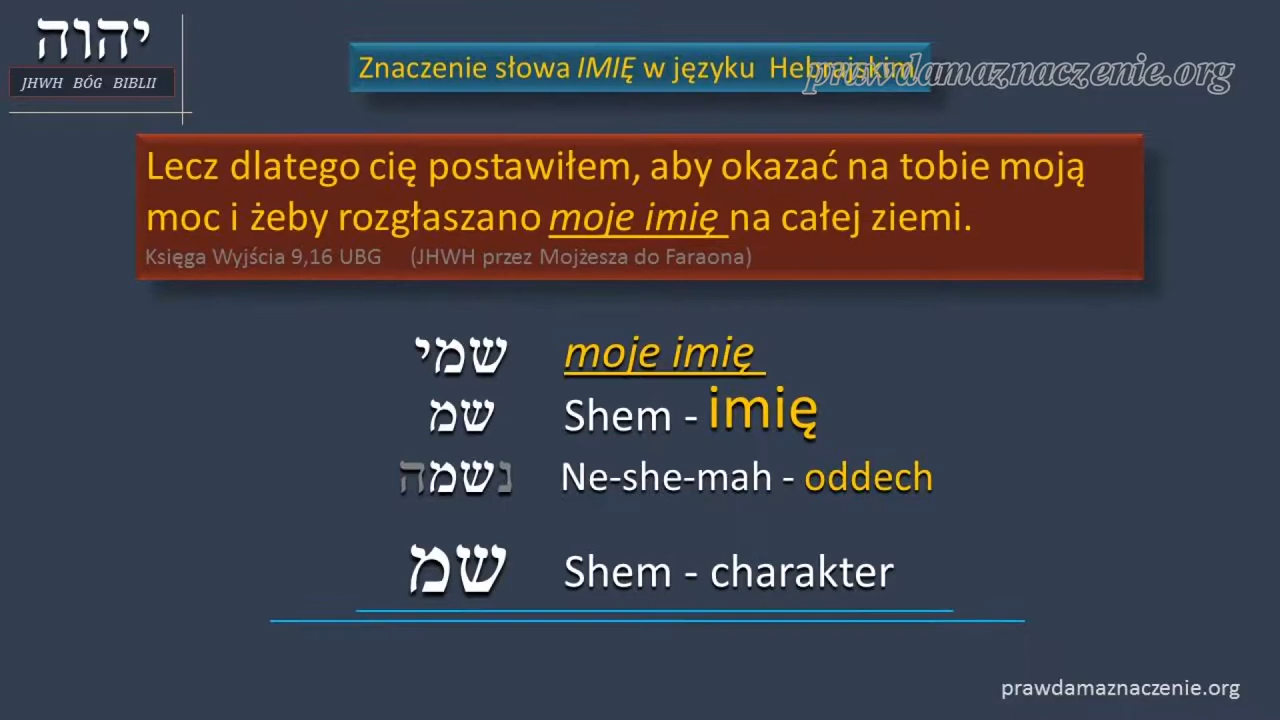 יהוה
JHWH BÓG BIBLII
Znaczenie słowa IMIĘ w języku Hebrajskim
prawdamaznaczenie.org
Lecz dlatego cię postawiłem, aby okazać na tobie moją
moc i żeby rozgłaszano moje imię na całej ziemi.
Księga Wyjścia 9,16 UBG (JHWH przez Mojżesza do Faraona)
שמי moje imię
שמ Shem - imię
נשמה Ne-she-mah - oddech
שמ Shem - charakter
prawdamaznaczenie.org